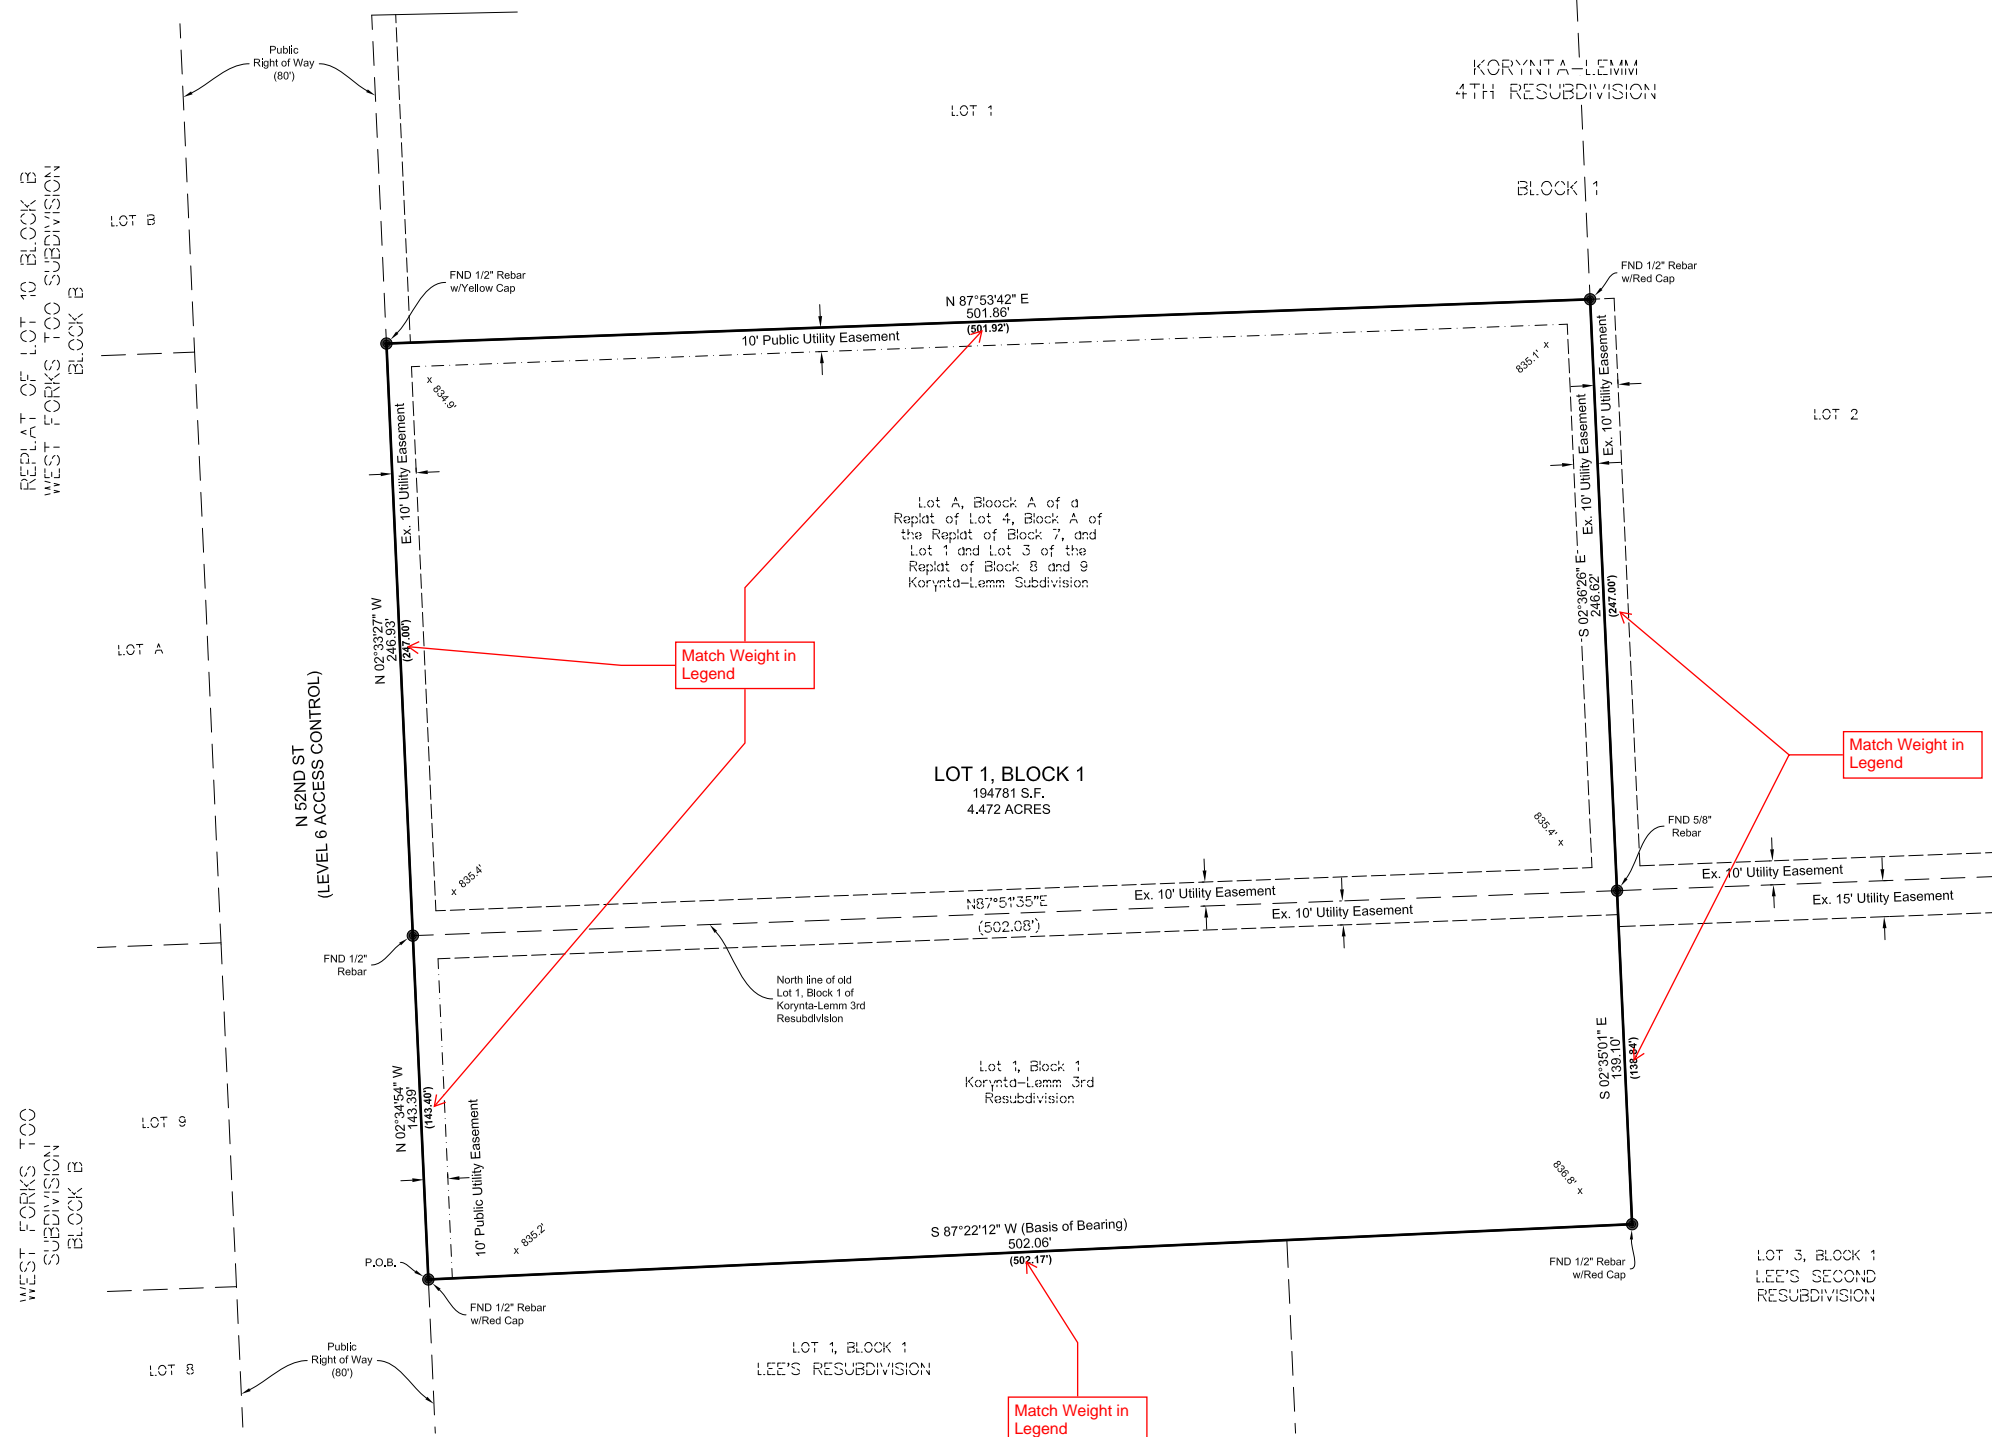 Public
Right of Way
(80')
KORYNTA-LEMM
4TH RESUBDIVISION
LOT 1
BLOCK 1
REPLAT OF LOT 10 BLOCK B
WEST FORKS TOO SUBDIVISION
BLOCK B
LOT B
FND 1/2" Rebar
w/Yellow Cap
FND 1/2" Rebar
w/Red Cap
N 87°53'42" E
501.86'
(501.92')
10' Public Utility Easement
x 834.9'
835.1' x
Ex. 10' Utility Easement
Ex. 10' Utility Easement
Ex. 10' Utility Easement
LOT 2
Lot A, Bloock A of a
Replat of Lot 4, Block A of
the Replat of Block 7, and
Lot 1 and Lot 3 of the
Replat of Block 8 and 9
Korynta-Lemm Subdivision
N 02°33'27" W
246.93'
(247.00')
S 02°36'26" E
246.62'
(247.00')
LOT A
Match Weight in
Legend
Match Weight in
Legend
N 52ND ST
(LEVEL 6 ACCESS CONTROL)
LOT 1, BLOCK 1
194781 S.F.
4.472 ACRES
835.4' x
FND 5/8"
Rebar
x 835.4'
Ex. 10' Utility Easement
Ex. 10' Utility Easement
Ex. 10' Utility Easement
Ex. 15' Utility Easement
N87°51'35"E
(502.08')
FND 1/2"
Rebar
North line of old
Lot 1, Block 1 of
Korynta-Lemm 3rd
Resubdivision
Lot 1, Block 1
Korynta-Lemm 3rd
Resubdivision
N 02°34'54" W
143.39'
(143.40')
S 02°35'01" E
139.10'
(138.84')
10' Public Utility Easement
LOT 9
WEST FORKS TOO
SUBDIVISION
BLOCK B
836.8' x
x 835.2'
S 87°22'12" W (Basis of Bearing)
502.06'
(502.17')
P.O.B.
FND 1/2" Rebar
w/Red Cap
FND 1/2" Rebar
w/Red Cap
LOT 3, BLOCK 1
LEE'S SECOND
RESUBDIVISION
LOT 8
Public
Right of Way
(80')
LOT 1, BLOCK 1
LEE'S RESUBDIVISION
Match Weight in
Legend